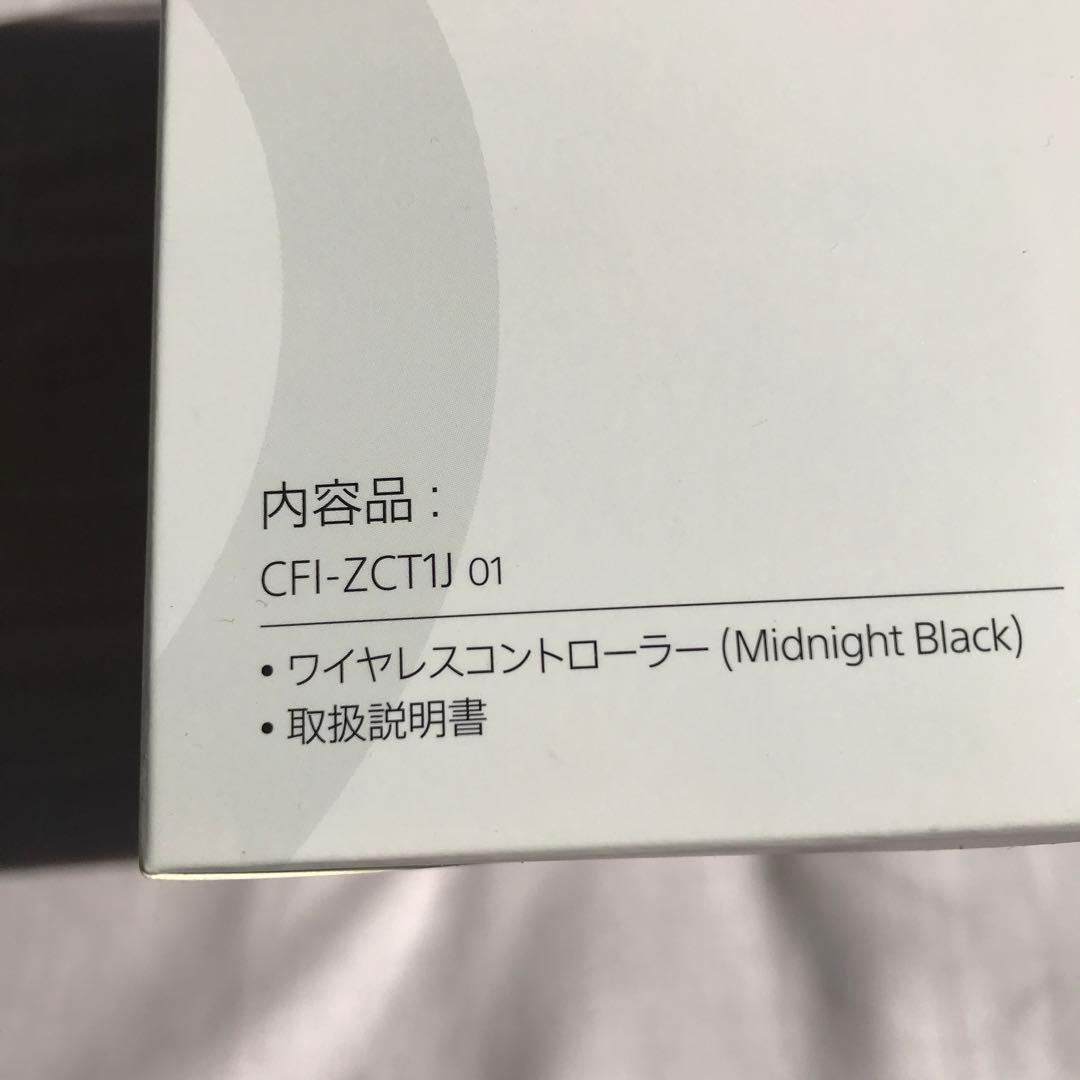 内容品 :
CFI-ZCT1J 01
• ワイヤレスコントローラー (Midnight Black)
• 取扱説明書